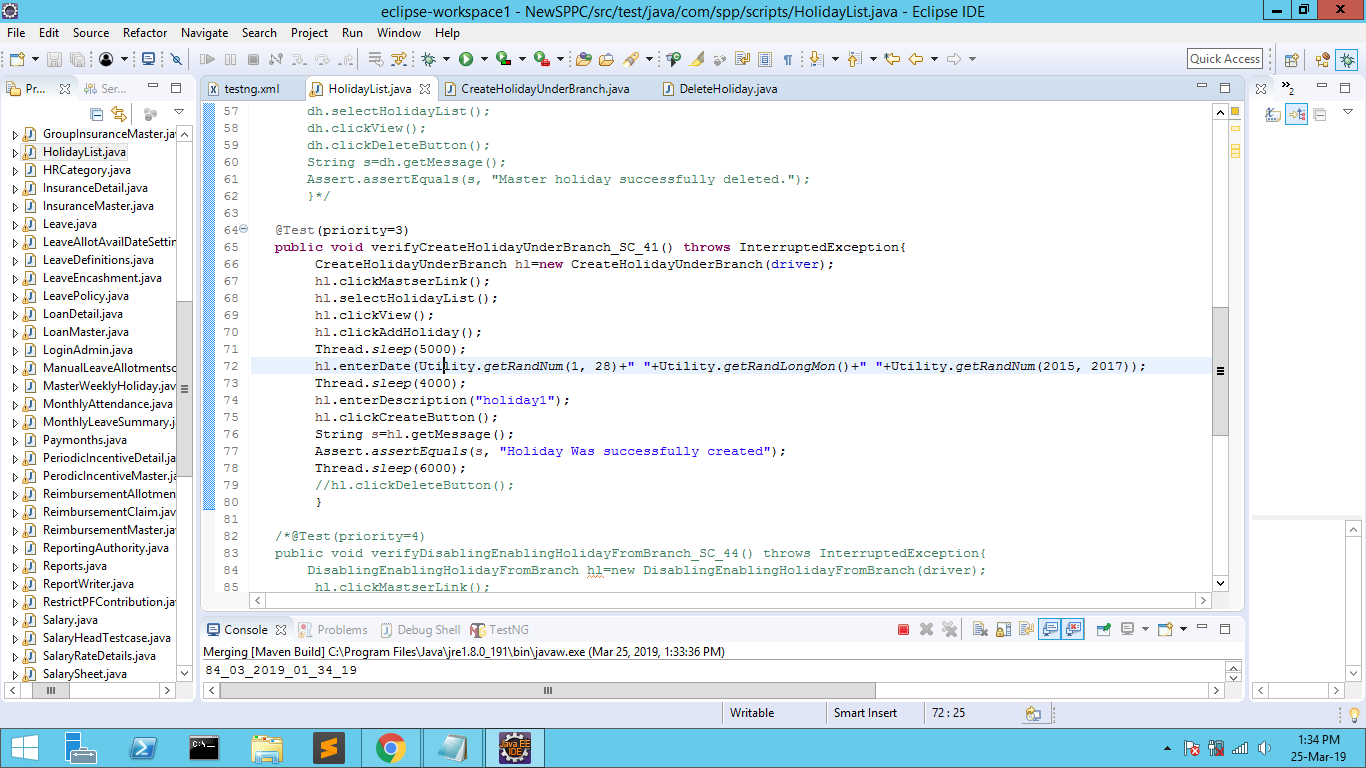 eclipse-workspace1 - NewSPPC/src/test/java/com/spp/scripts/HolidayList.java - Eclipse IDE
File Edit Source Refactor Navigate Search Project Run Window Help
Quick Access
Pr... Ser... testng.xml HolidayList.java CreateHolidayUnderBranch.java DeleteHoliday.java
GroupInsuranceMaster.jav
HolidayList.java
HRCategory.java
InsuranceDetail.java
InsuranceMaster.java
Leave.java
LeaveAllotAvailDateSettin
LeaveDefinitions.java
LeaveEncashment.java
LeavePolicy.java
LoanDetail.java
LoanMaster.java
LoginAdmin.java
ManualLeaveAllotmentsc
MasterWeeklyHoliday.jav
MonthlyAttendance.java
MonthlyLeaveSummary.j
Paymonths.java
PeriodicIncentiveDetail.ja
PerodicIncentiveMaster.ja
ReimbursementAllotmen
ReimbursementClaim.java
ReimbursementMaster.jav
ReportingAuthority.java
Reports.java
ReportWriter.java
RestrictPFContribution.ja
Salary.java
SalaryHeadTestcase.java
SalaryRateDetails.java
SalarySheet.java
57 dh.selectHolidayList();
58 dh.clickView();
59 dh.clickDeleteButton();
60 String s=dh.getMessage();
61 Assert.assertEquals(s, "Master holiday successfully deleted.");
62 }*/
63
64 @Test(priority=3)
65 public void verifyCreateHolidayUnderBranch_SC_41() throws InterruptedException{
66 CreateHolidayUnderBranch hl=new CreateHolidayUnderBranch(driver);
67 hl.clickMastserLink();
68 hl.selectHolidayList();
69 hl.clickView();
70 hl.clickAddHoliday();
71 Thread.sleep(5000);
72 hl.enterDate(Utility.getRandNum(1, 28)+" "+Utility.getRandLongMon()+" "+Utility.getRandNum(2015, 2017));
73 Thread.sleep(4000);
74 hl.enterDescription("holiday1");
75 hl.clickCreateButton();
76 String s=hl.getMessage();
77 Assert.assertEquals(s, "Holiday Was successfully created");
78 Thread.sleep(6000);
79 //hl.clickDeleteButton();
80 }
81
82 /*@Test(priority=4)
83 public void verifyDisablingEnablingHolidayFromBranch_SC_44() throws InterruptedException{
84 DisablingEnablingHolidayFromBranch hl=new DisablingEnablingHolidayFromBranch(driver);
85 hl.clickMastserLink();
Console Problems Debug Shell TestNG
Merging [Maven Build] C:\Program Files\Java\jre1.8.0_191\bin\javaw.exe (Mar 25, 2019, 1:33:36 PM)
84_03_2019_01_34_19
Writable Smart Insert 72 : 25
Java EE
IDE
1:34 PM
25-Mar-19